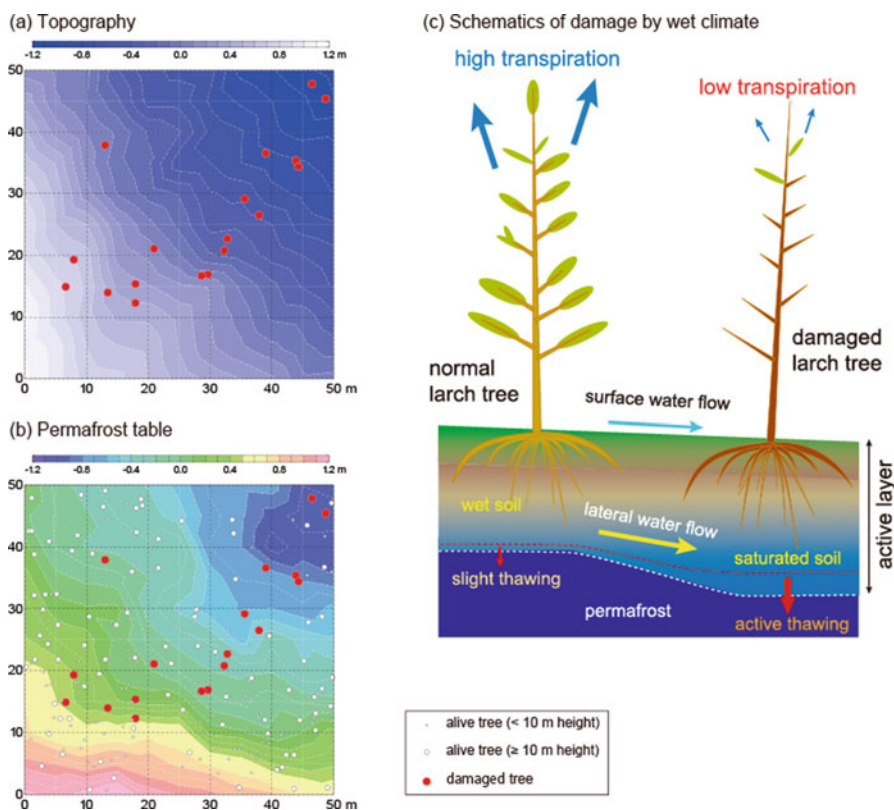 (a) Topography
-1.2 -0.8 -0.4 0.0 0.4 0.8 1.2 m
50
40
30
20
10
0
0 10 20 30 40 50 m
(b) Permafrost table
-1.2 -0.8 -0.4 0.0 0.4 0.8 1.2 m
50
40
30
20
10
0
0 10 20 30 40 50 m
(c) Schematics of damage by wet climate
high transpiration
low transpiration
normal
larch tree
damaged
larch tree
surface water flow
wet soil
lateral water flow
saturated soil
slight thawing
permafrost
active thawing
active layer
alive tree (< 10 m height)
alive tree (≥ 10 m height)
damaged tree